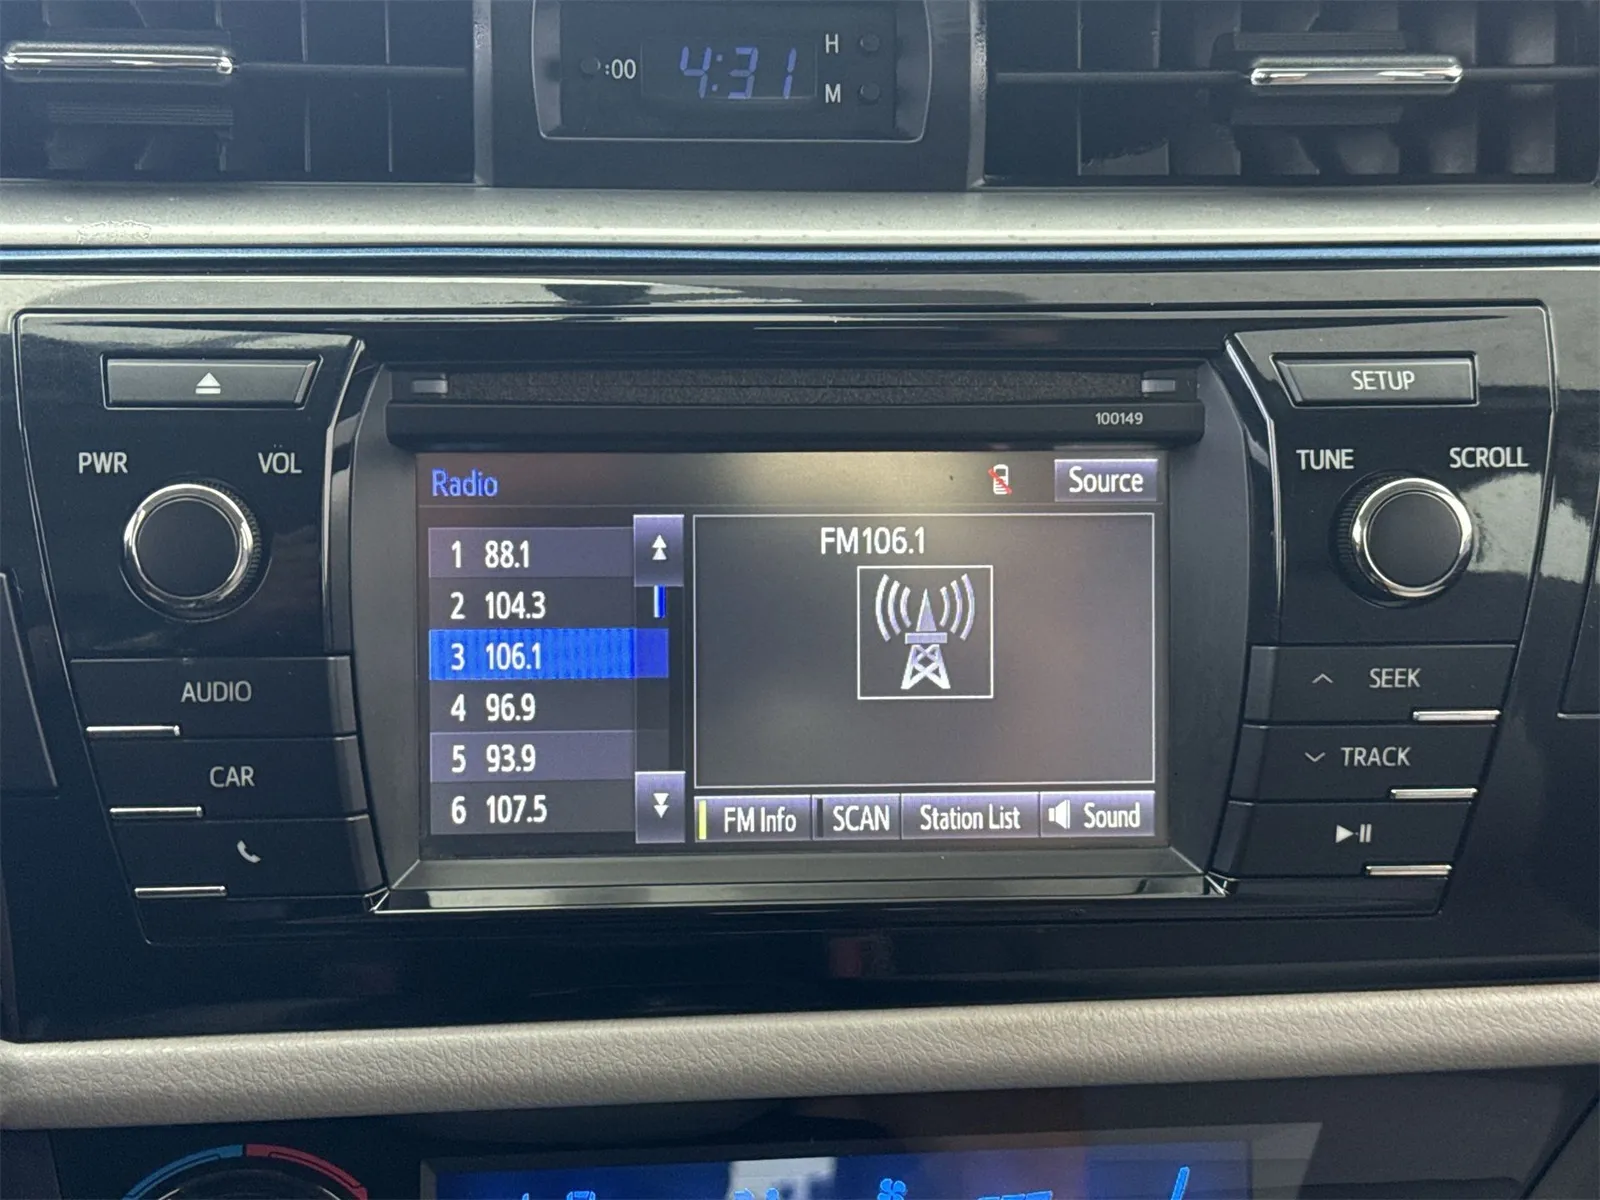 :00 4:31 H
M
SETUP
100149
PWR VOL
TUNE SCROLL
Radio
Source
1 88.1
2 104.3
3 106.1
4 96.9
5 93.9
6 107.5
FM106.1
FM Info
SCAN
Station List
Sound
AUDIO
CAR
SEEK
TRACK